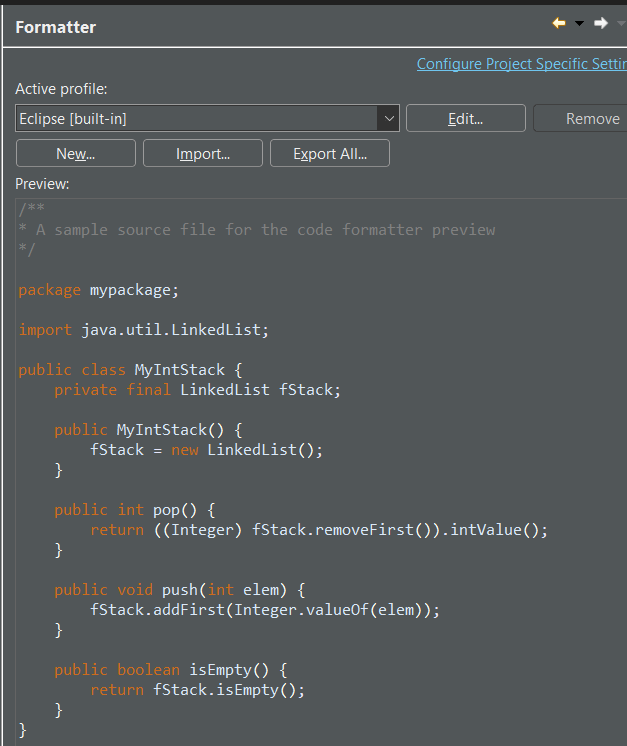 Formatter
Configure Project Specific
Active profile:
Eclipse [built-in]
Edit...
Remove
New...
Import...
Export All...
Preview:
/**
* A sample source file for the code formatter preview
*/
package mypackage;
import java.util.LinkedList;
public class MyIntStack {
    private final LinkedList fStack;
    public MyIntStack() {
        fStack = new LinkedList();
    }
    public int pop() {
        return ((Integer) fStack.removeFirst()).intValue();
    }
    public void push(int elem) {
        fStack.addFirst(Integer.valueOf(elem));
    }
    public boolean isEmpty() {
        return fStack.isEmpty();
    }
}